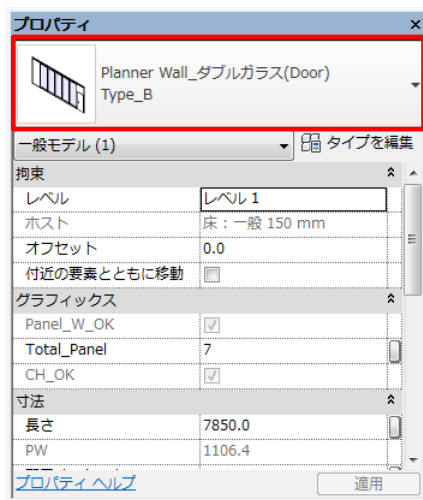 プロパティ ×
Planner Wall_ダブルガラス(Door)
Type_B
一般モデル (1) タイプを編集
拘束
レベル レベル 1
ホスト 床 : 一般 150 mm
オフセット 0.0
付近の要素とともに移動
グラフィックス
Panel_W_OK
Total_Panel 7
CH_OK
寸法
長さ 7850.0
PW 1106.4
プロパティ ヘルプ 適用